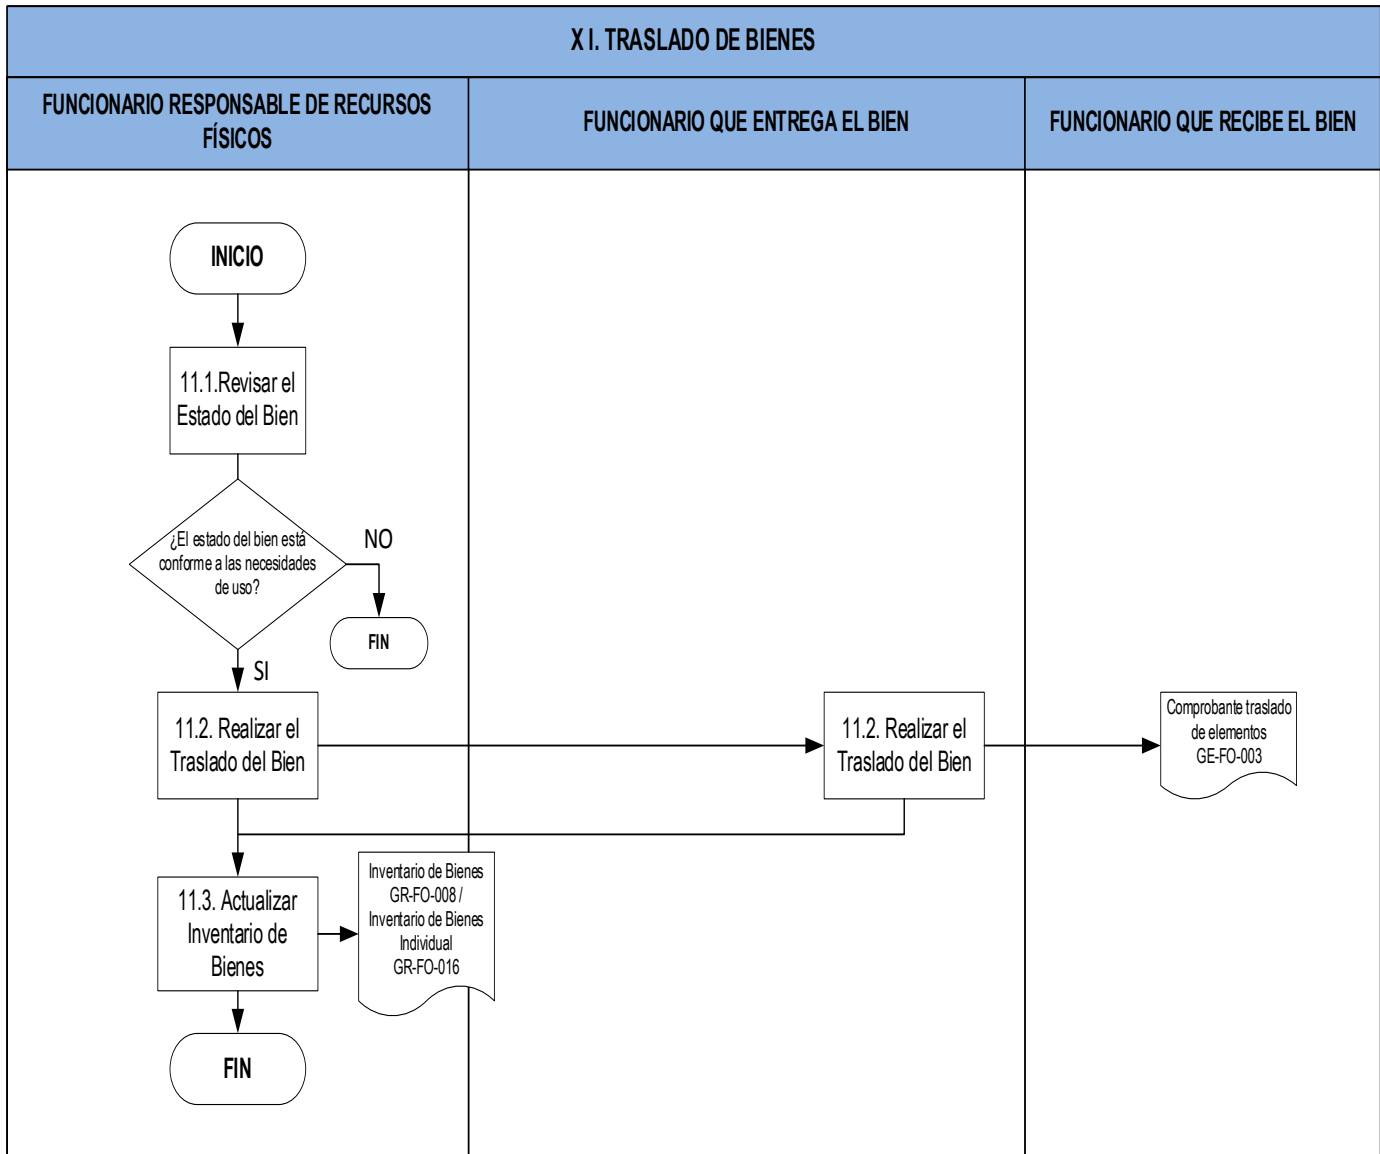 X I. TRASLADO DE BIENES
FUNCIONARIO RESPONSABLE DE RECURSOS
FÍSICOS
FUNCIONARIO QUE ENTREGA EL BIEN
FUNCIONARIO QUE RECIBE EL BIEN
INICIO
11.1.Revisar el
Estado del Bien
¿El estado del bien está
conforme a las necesidades
de uso?
NO
FIN
SI
11.2. Realizar el
Traslado del Bien
11.2. Realizar el
Traslado del Bien
Comprobante traslado
de elementos
GE-FO-003
11.3. Actualizar
Inventario de
Bienes
Inventario de Bienes
GR-FO-008 /
Inventario de Bienes
Individual
GR-FO-016
FIN